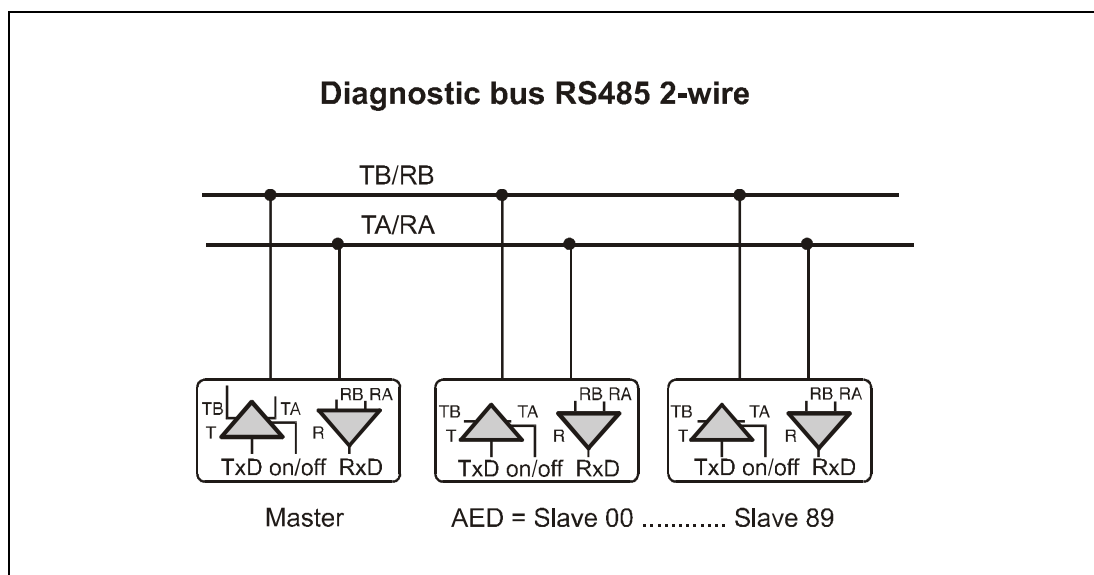 Diagnostic bus RS485 2-wire
TB/RB
TA/RA
TB TA RB RA
T R
TxD on/off RxD
TB TA RB RA
T R
TxD on/off RxD
TB TA RB RA
T R
TxD on/off RxD
Master
AED = Slave 00 ............ Slave 89